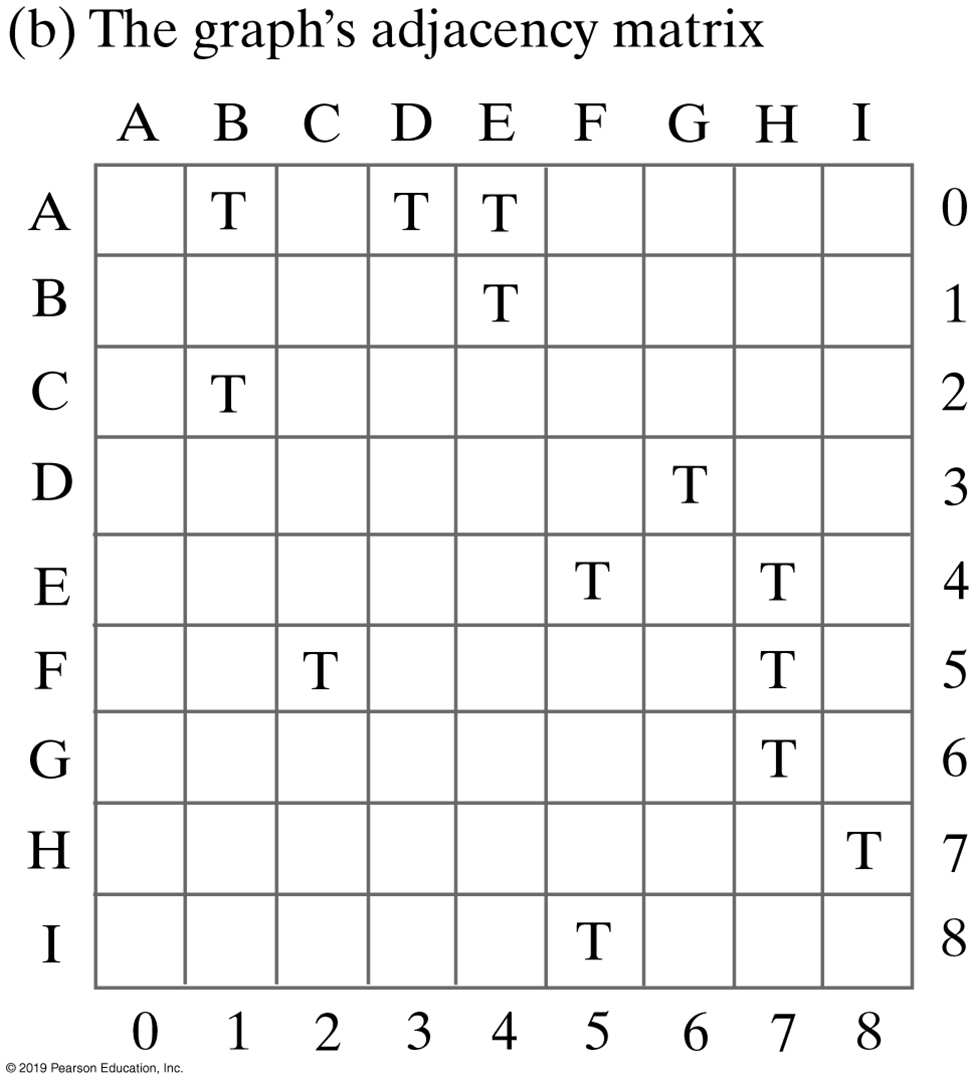 (b) The graph's adjacency matrix
A B C D E F G H I
A T T T 0
B T 1
C T 2
D T 3
E T T 4
F T T 5
G T 6
H T 7
I T 8
0 1 2 3 4 5 6 7 8
© 2019 Pearson Education, Inc.